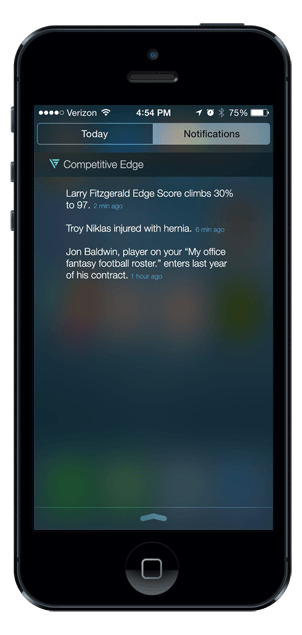 Verizon 4:54 PM 75%
Today Notifications
Competitive Edge
Larry Fitzgerald Edge Score climbs 30%
to 97. 2 min ago
Troy Niklas injured with hernia. 6 min ago
Jon Baldwin, player on your “My office
fantasy football roster,” enters last year
of his contract. 1 hour ago